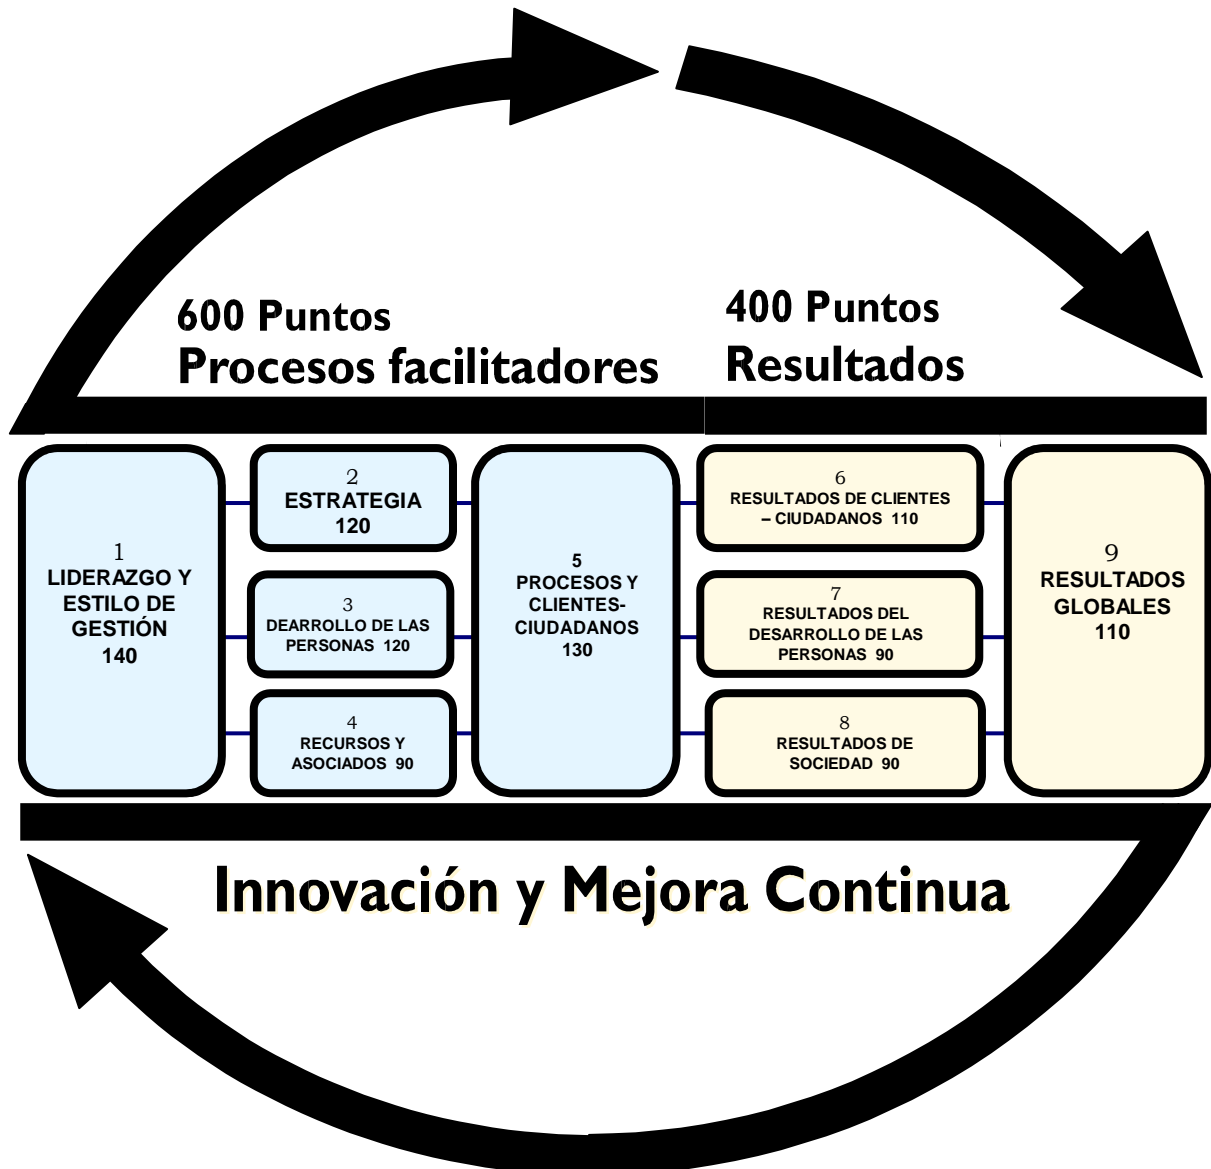 600 Puntos
Procesos facilitadores
400 Puntos
Resultados
1
LIDERAZGO Y
ESTILO DE
GESTIÓN
140
2
ESTRATEGIA
120
3
DEARROLLO DE LAS
PERSONAS 120
4
RECURSOS Y
ASOCIADOS 90
5
PROCESOS Y
CLIENTES-
CIUDADANOS
130
6
RESULTADOS DE CLIENTES
– CIUDADANOS 110
7
RESULTADOS DEL
DESARROLLO DE LAS
PERSONAS 90
8
RESULTADOS DE
SOCIEDAD 90
9
RESULTADOS
GLOBALES
110
Innovación y Mejora Continua